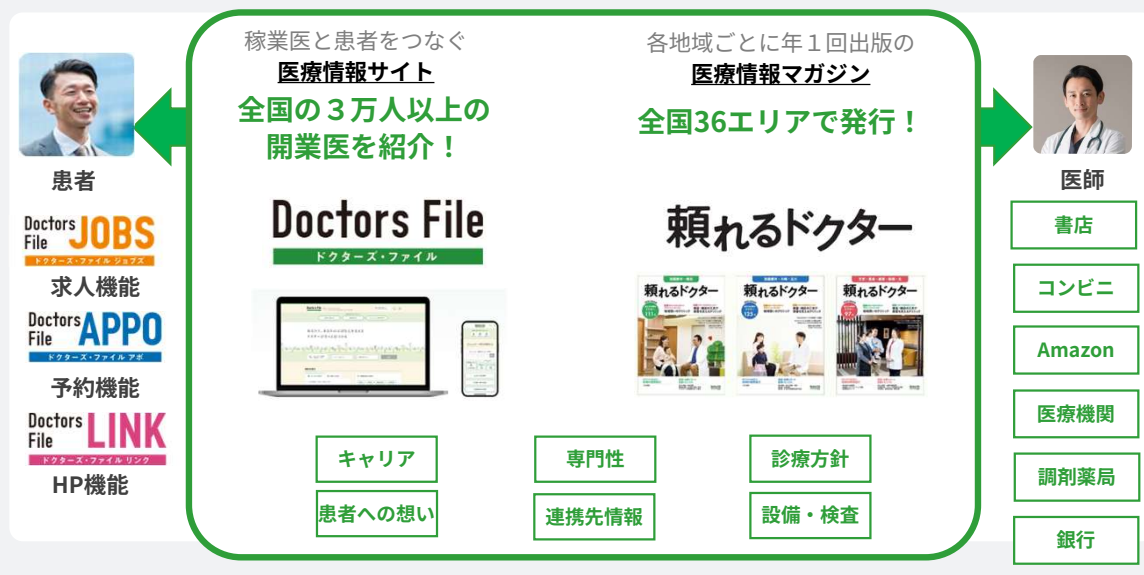 稼業医と患者をつなぐ
医療情報サイト
全国の３万人以上の
開業医を紹介！
各地域ごとに年１回出版の
医療情報マガジン
全国36エリアで発行！
患者
Doctors
File JOBS
ドクターズ・ファイル ジョブズ
求人機能
Doctors
File APPO
ドクターズ・ファイル アポ
予約機能
Doctors
File LINK
ドクターズ・ファイル リンク
HP機能
Doctors File
ドクターズ・ファイル
頼れるドクター
頼れるドクター
頼れるドクター
頼れるドクター
キャリア
専門性
診療方針
患者への想い
連携先情報
設備・検査
医師
書店
コンビニ
Amazon
医療機関
調剤薬局
銀行